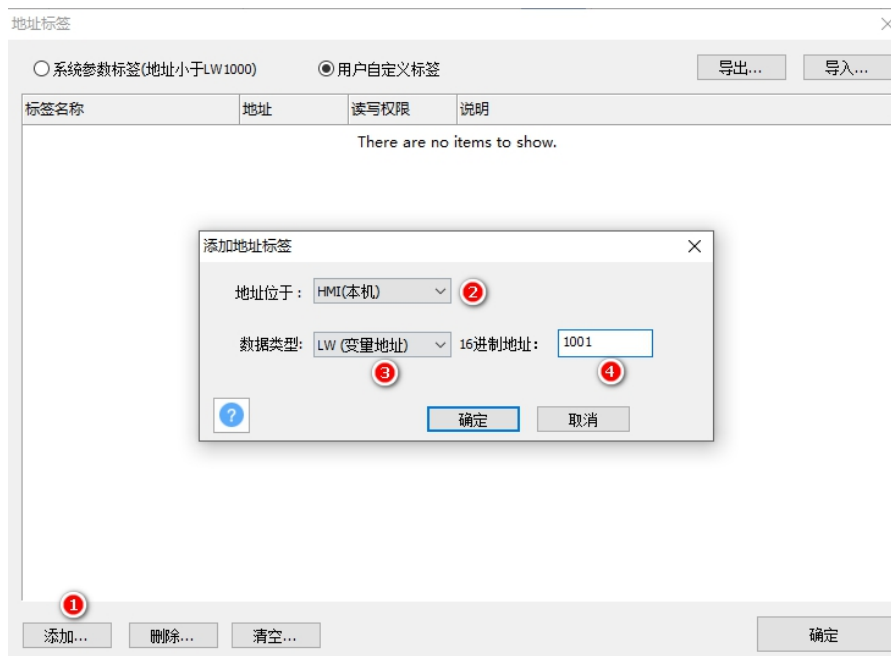 地址标签
系统参数标签(地址小于LW1000) 用户自定义标签 导出... 导入...
标签名称 地址 读写权限 说明
There are no items to show.
添加地址标签
地址位于： HMI(本机) 2
数据类型: LW (变量地址) 16进制地址： 1001
3 4
? 确定 取消
1
添加... 删除... 清空... 确定